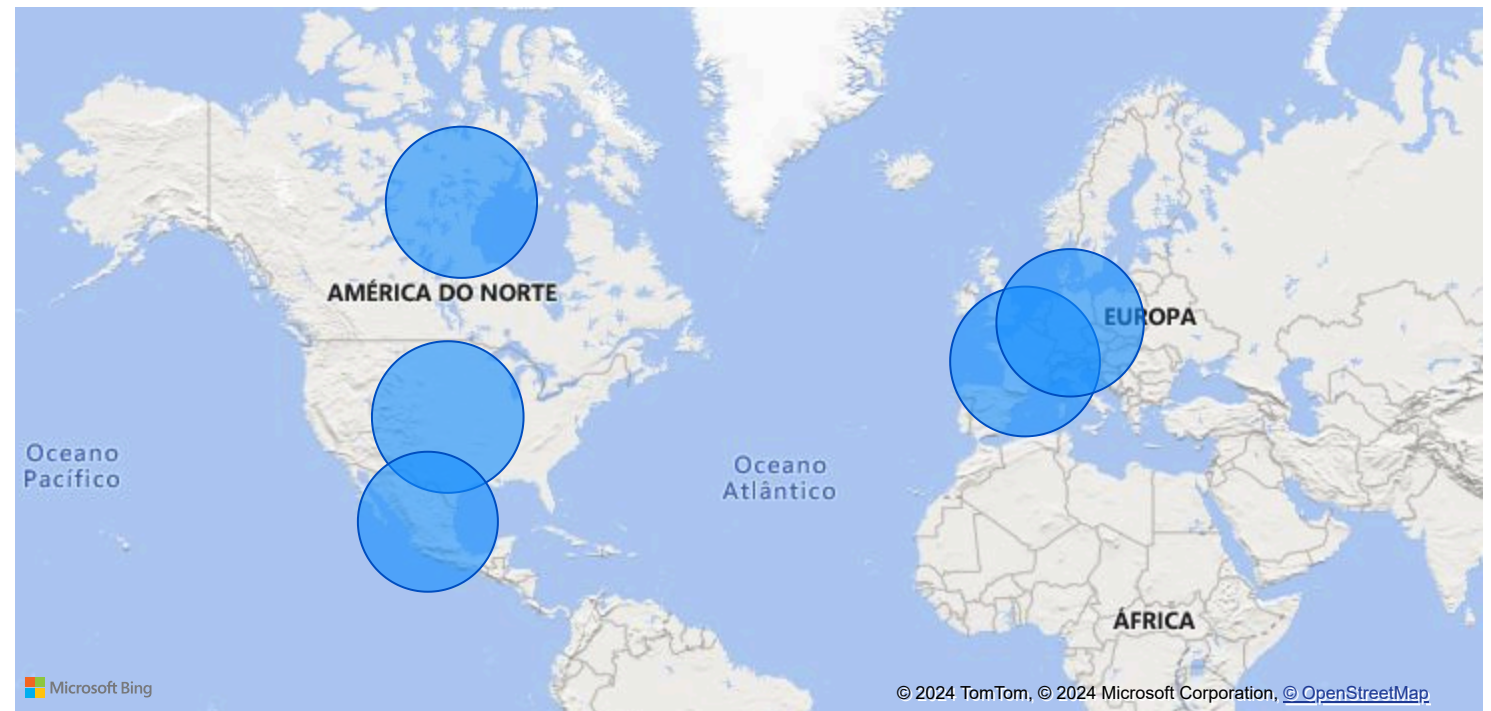 AMÉRICA DO NORTE
EUROPA
Oceano
Pacífico
Oceano
Atlântico
ÁFRICA
Microsoft Bing
© 2024 TomTom, © 2024 Microsoft Corporation, © OpenStreetMap